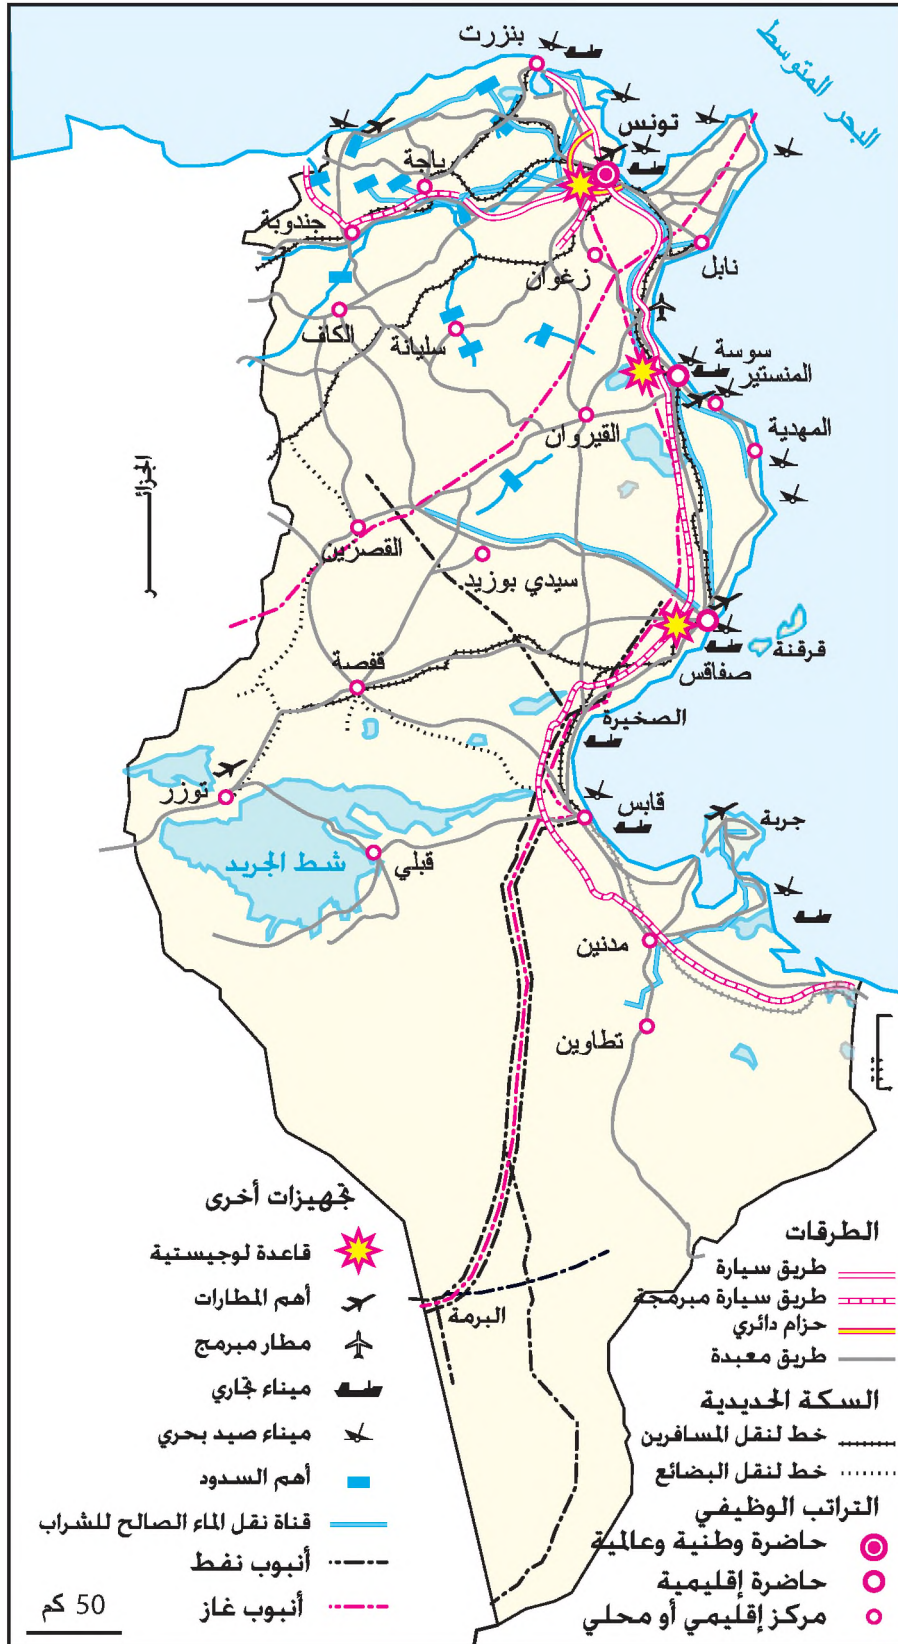 البحر المتوسط
بنزرت
تونس
باجة
جندوبة
نابل
زغوان
الكاف
سليانة
سوسة
المنستير
المهدية
القيروان
الجزائر
القصرين
سيدي بوزيد
قرقنة
صفاقس
قفصة
الصخيرة
توزر
قابس
جربة
شط الجريد
قبلي
مدنين
تطاوين
البرمة
تجهيزات أخرى
قاعدة لوجيستية
أهم المطارات
مطار مبرمج
ميناء تجاري
ميناء صيد بحري
أهم السدود
قناة نقل الماء الصالح للشراب
أنبوب نفط
أنبوب غاز
50 كم
الطرقات
طريق سيارة
طريق سيارة مبرمجة
حزام دائري
طريق معبدة
السكة الحديدية
خط لنقل المسافرين
خط لنقل البضائع
التراتب الوظيفي
حاضرة وطنية وعالمية
حاضرة إقليمية
مركز إقليمي أو محلي